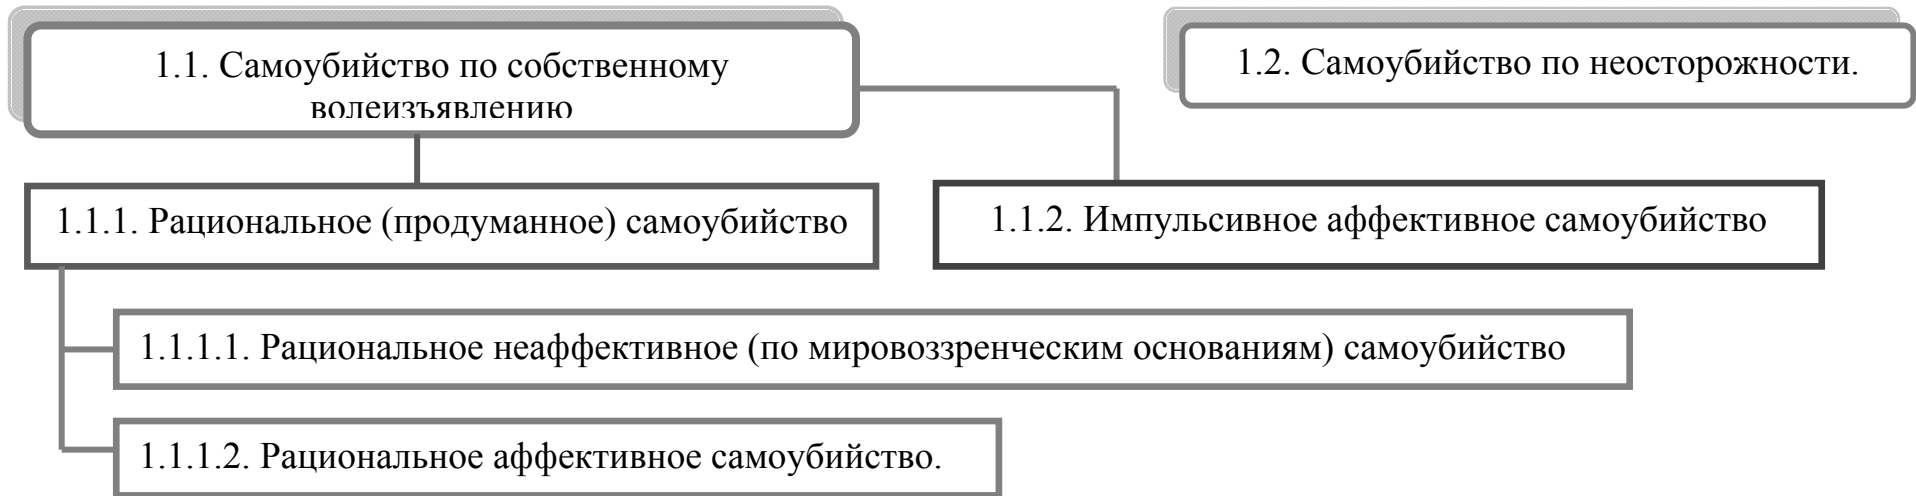 1.1. Самоубийство по собственному
волеизъявлению
1.2. Самоубийство по неосторожности.
1.1.1. Рациональное (продуманное) самоубийство
1.1.2. Импульсивное аффективное самоубийство
1.1.1.1. Рациональное неаффективное (по мировоззренческим основаниям) самоубийство
1.1.1.2. Рациональное аффективное самоубийство.